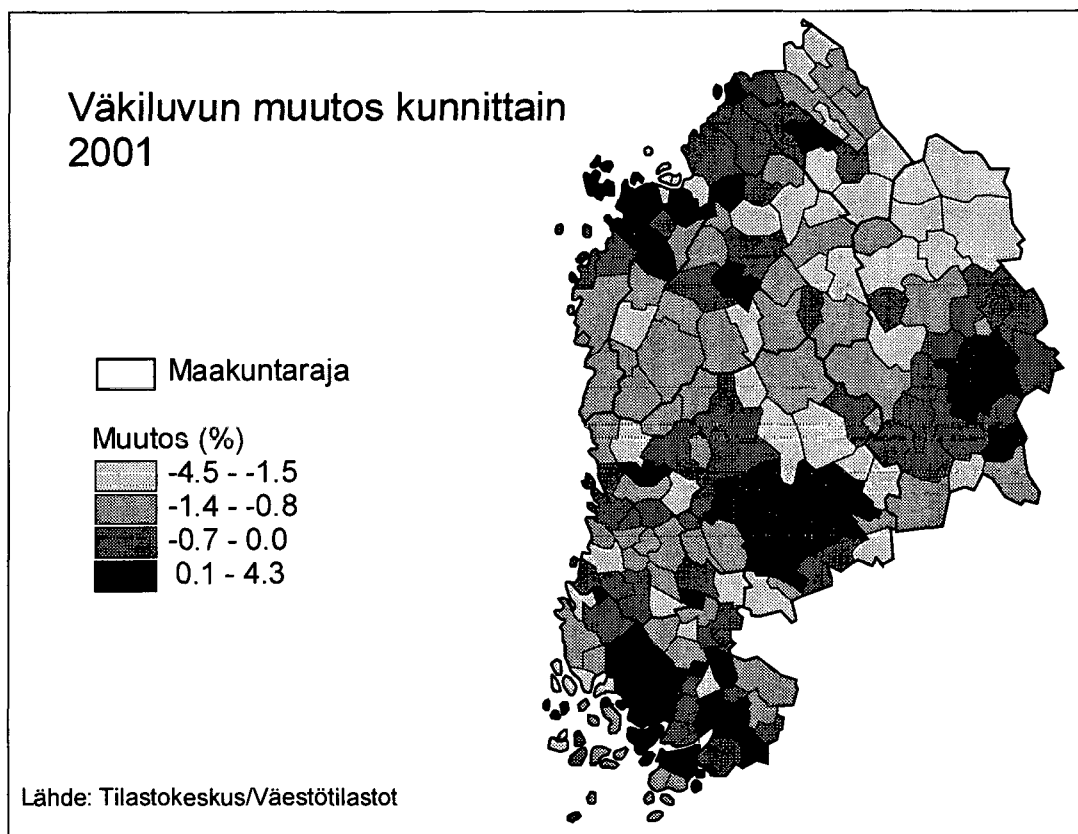 Väkiluvun muutos kunnittain
2001
Maakuntaraja
Muutos (%)
-4.5 - -1.5
-1.4 - -0.8
-0.7 - 0.0
0.1 - 4.3
Lähde: Tilastokeskus/Väestötilastot